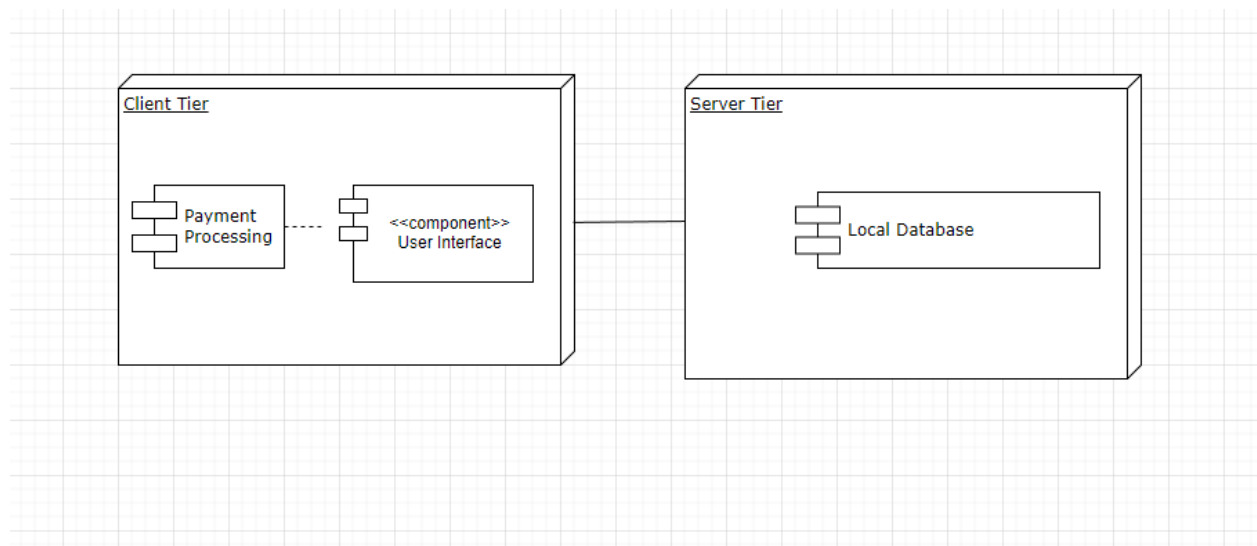 Client Tier
Payment
Processing
<<component>>
User Interface
Server Tier
Local Database